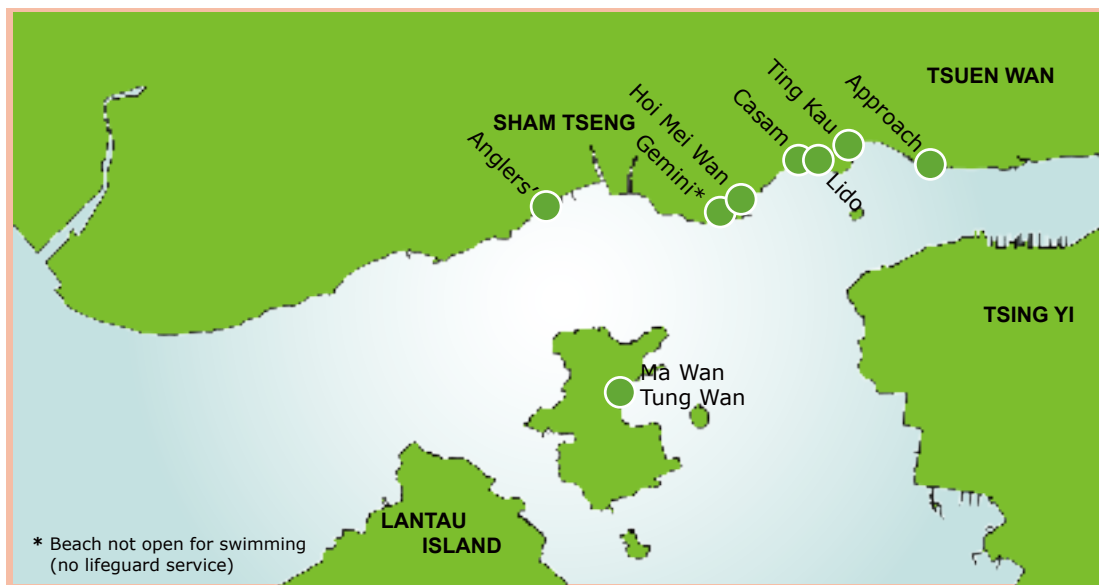 TSUEN WAN
SHAM TSENG
Anglers’
Hoi Mei Wan
Gemini*
Casam
Ting Kau
Lido
Approach
TSING YI
Ma Wan
Tung Wan
LANTAU
ISLAND
* Beach not open for swimming
(no lifeguard service)